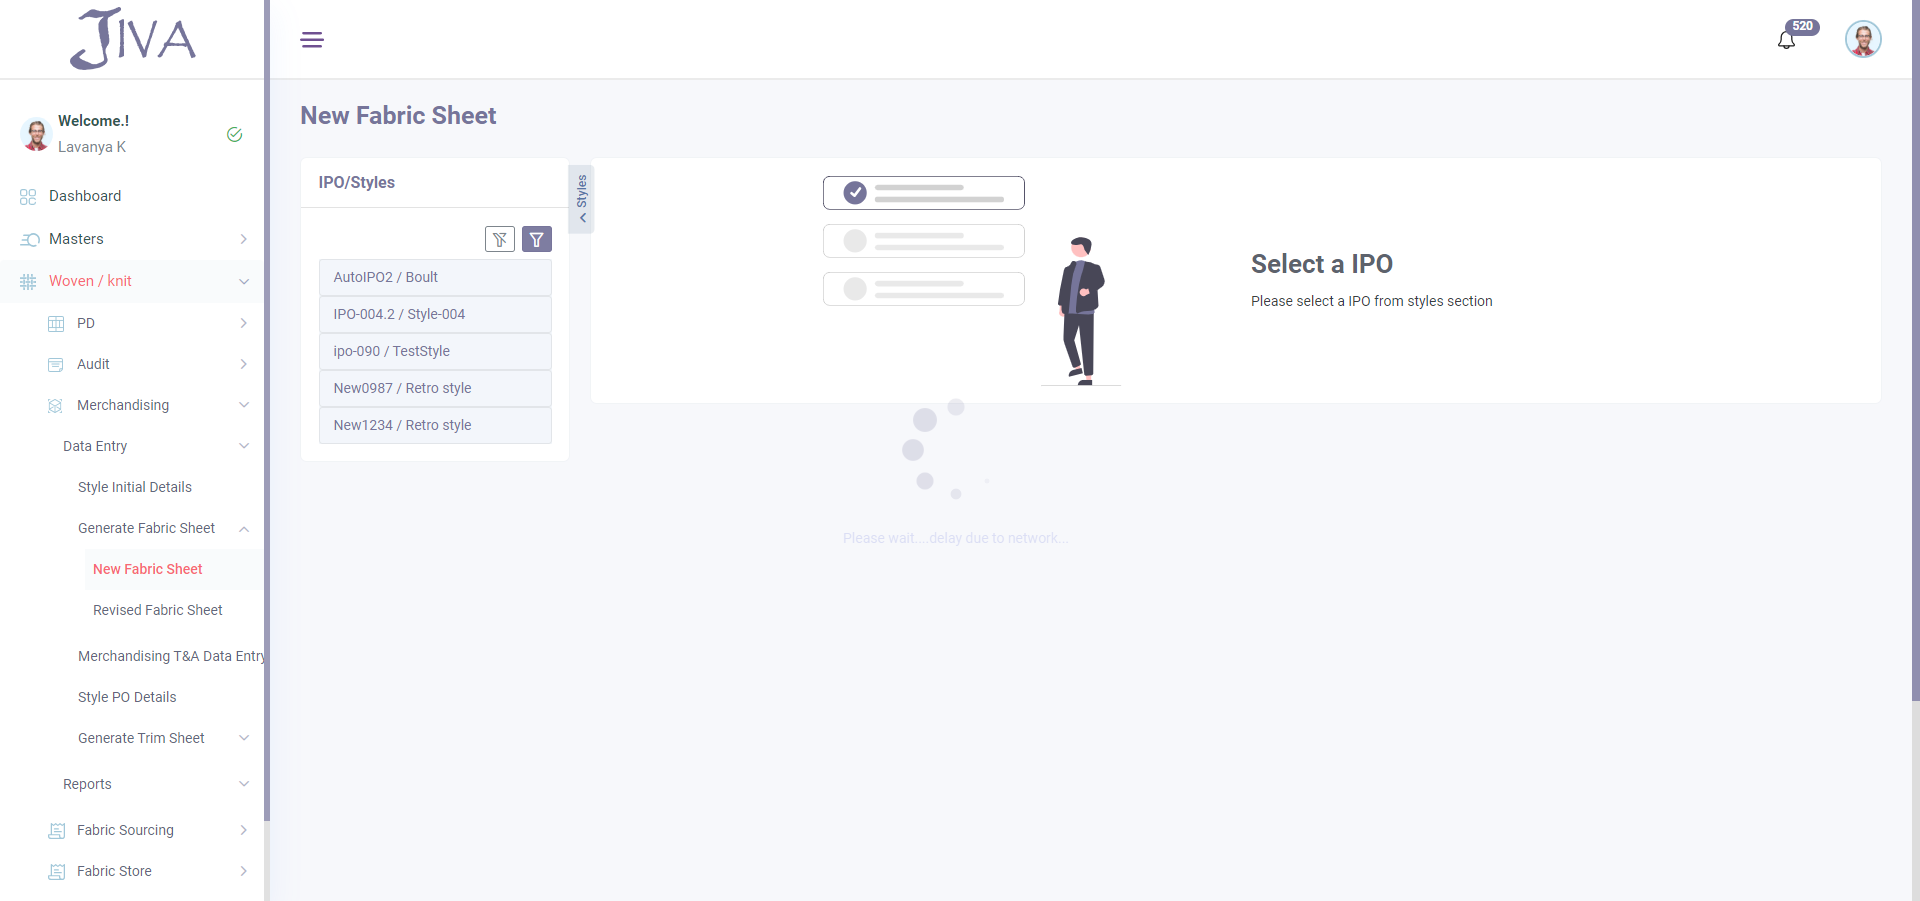 JIVA
520
Welcome.!
Lavanya K
Dashboard
Masters
Woven / knit
PD
Audit
Merchandising
Data Entry
Style Initial Details
Generate Fabric Sheet
New Fabric Sheet
Revised Fabric Sheet
Merchandising T&A Data Entry
Style PO Details
Generate Trim Sheet
Reports
Fabric Sourcing
Fabric Store
New Fabric Sheet
IPO/Styles
Styles
AutoIPO2 / Boult
IPO-004.2 / Style-004
ipo-090 / TestStyle
New0987 / Retro style
New1234 / Retro style
Select a IPO
Please select a IPO from styles section
Please wait....delay due to network...